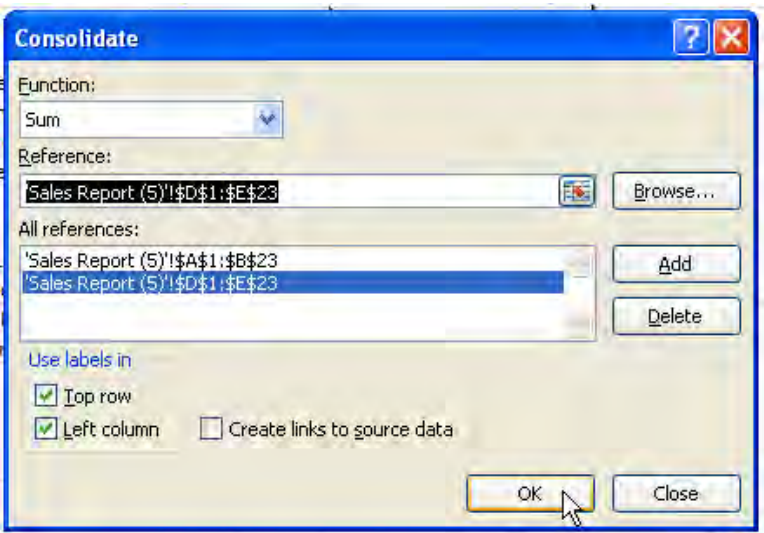 Consolidate
Function:
Sum
Reference:
'Sales Report (5)'!$D$1:$E$23
Browse...
All references:
'Sales Report (5)'!$A$1:$B$23
'Sales Report (5)'!$D$1:$E$23
Add
Delete
Use labels in
Top row
Left column
Create links to source data
OK
Close